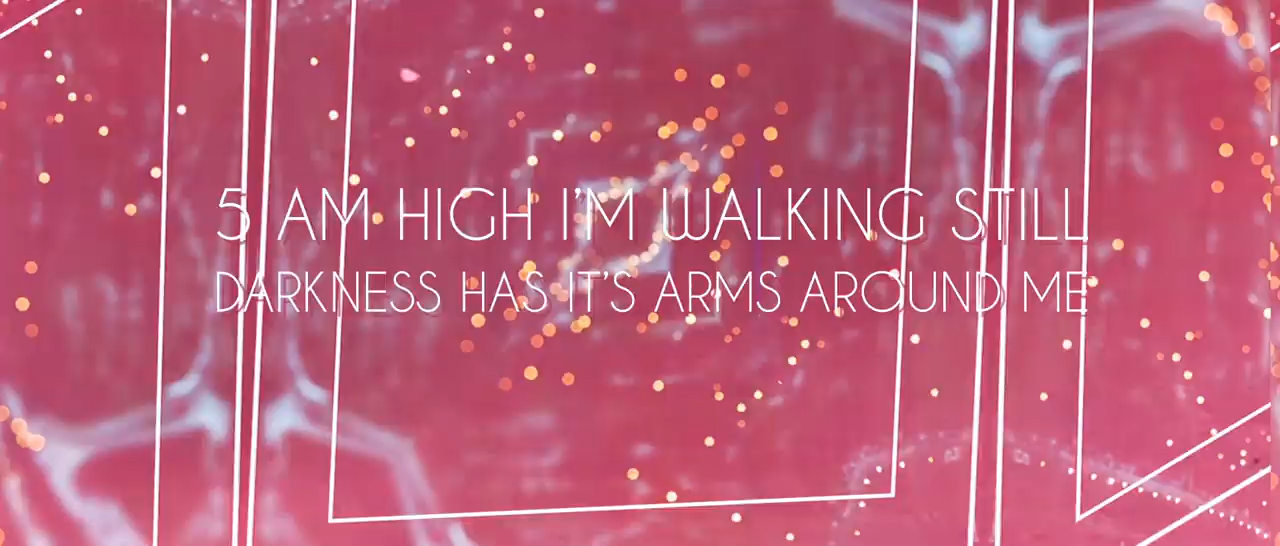 5 AM HIGH I'M WALKING STILL
DARKNESS HAS IT'S ARMS AROUND ME